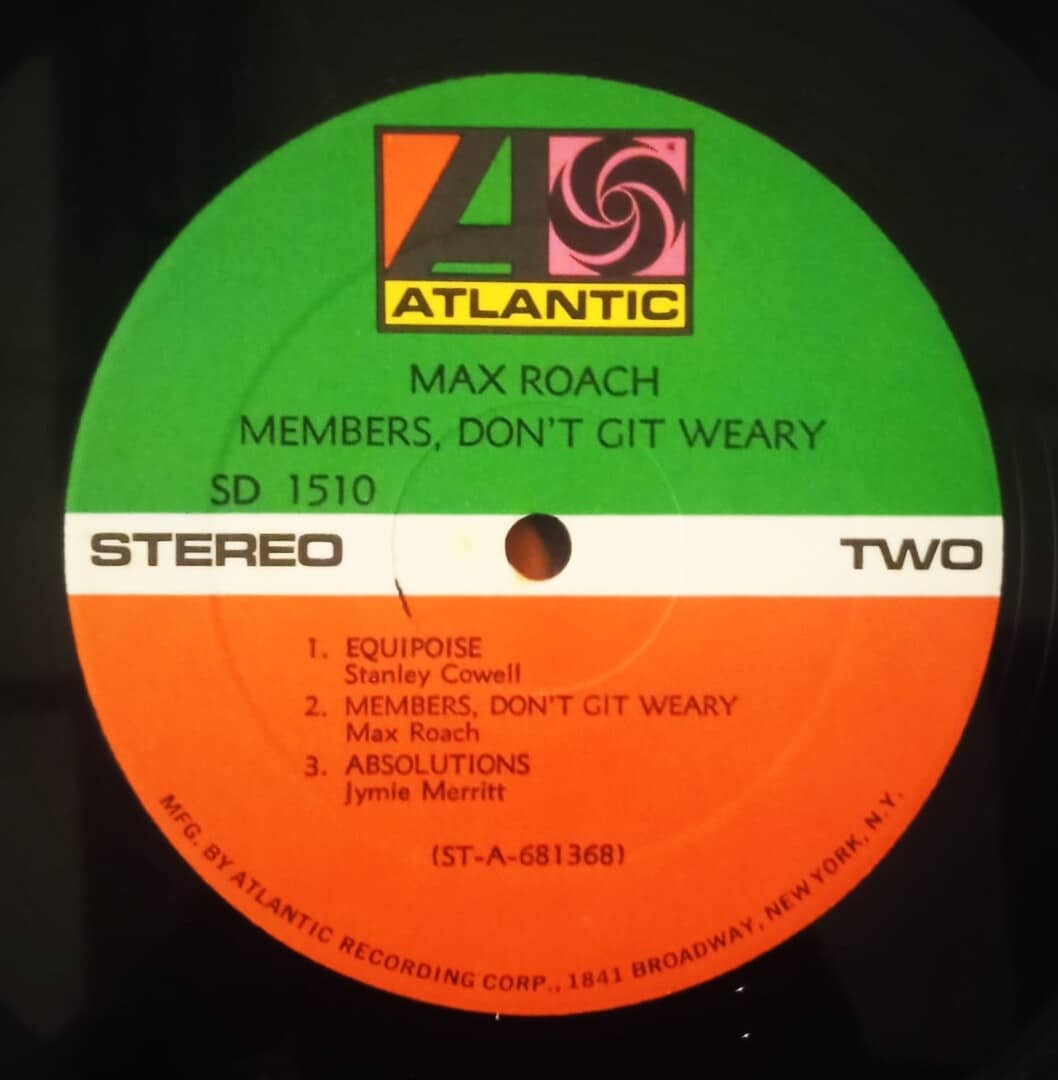 ATLANTIC
MAX ROACH
MEMBERS, DON'T GIT WEARY
SD 1510
STEREO
TWO
1. EQUIPOISE
Stanley Cowell
2. MEMBERS, DON'T GIT WEARY
Max Roach
3. ABSOLUTIONS
Jymie Merritt
(ST-A-681368)
MFG. BY ATLANTIC RECORDING CORP., 1841 BROADWAY, NEW YORK, N.Y.